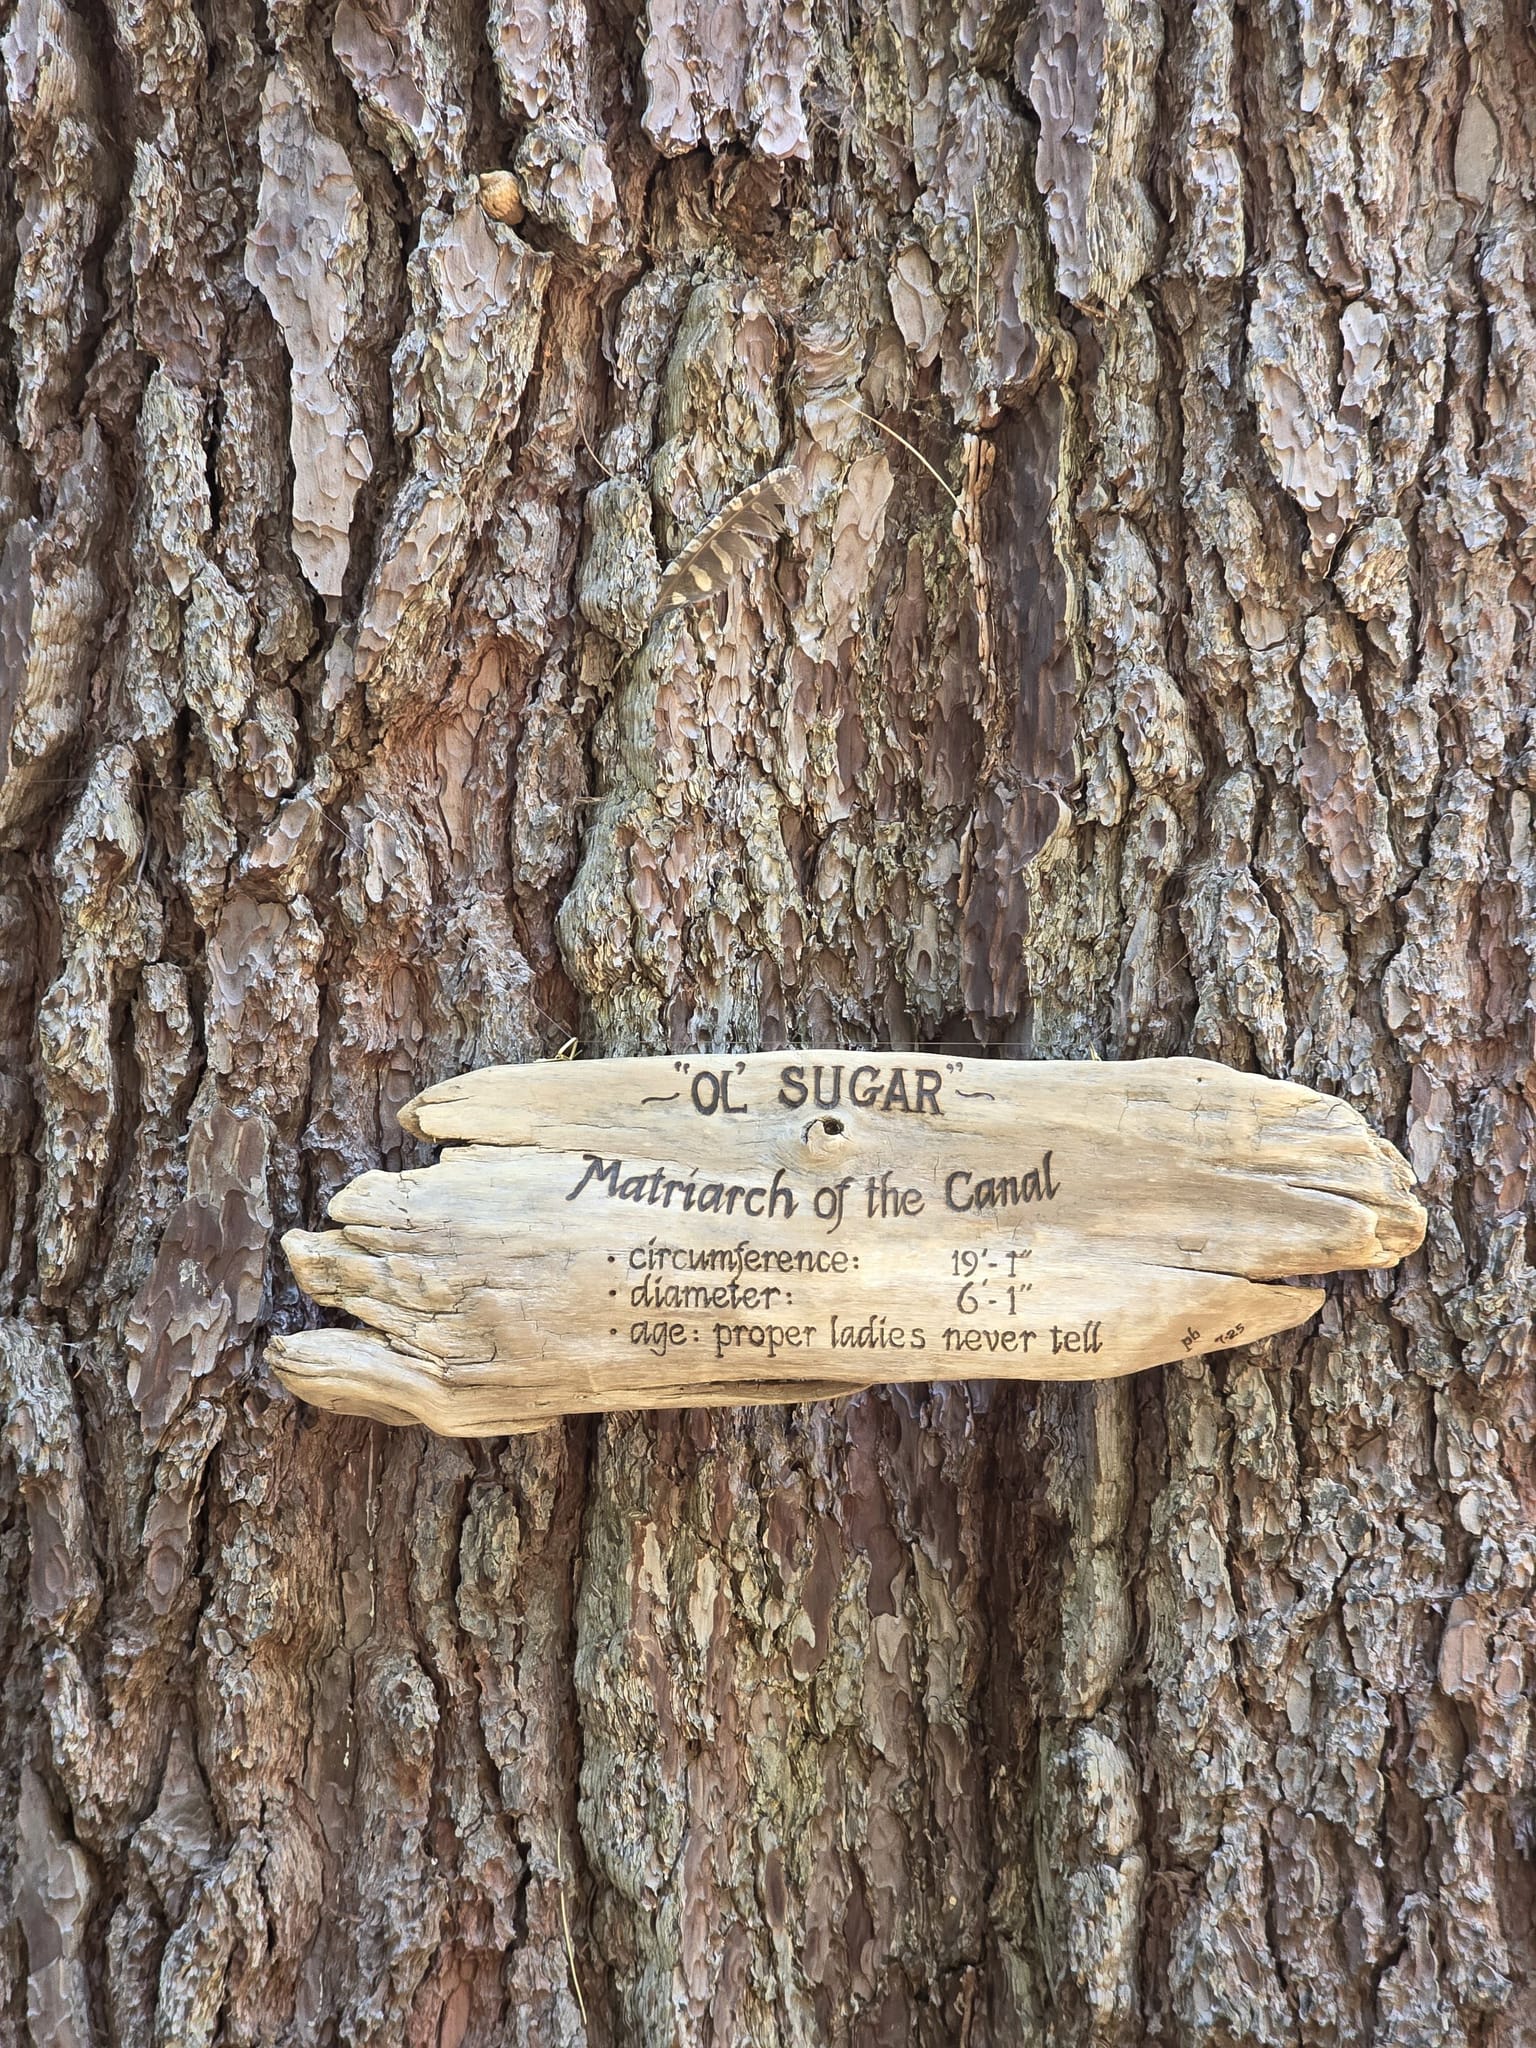 ~"OL' SUGAR"~
Matriarch of the Canal
• circumference: 19'-1"
• diameter: 6'-1"
• age: proper ladies never tell
pb 7-25